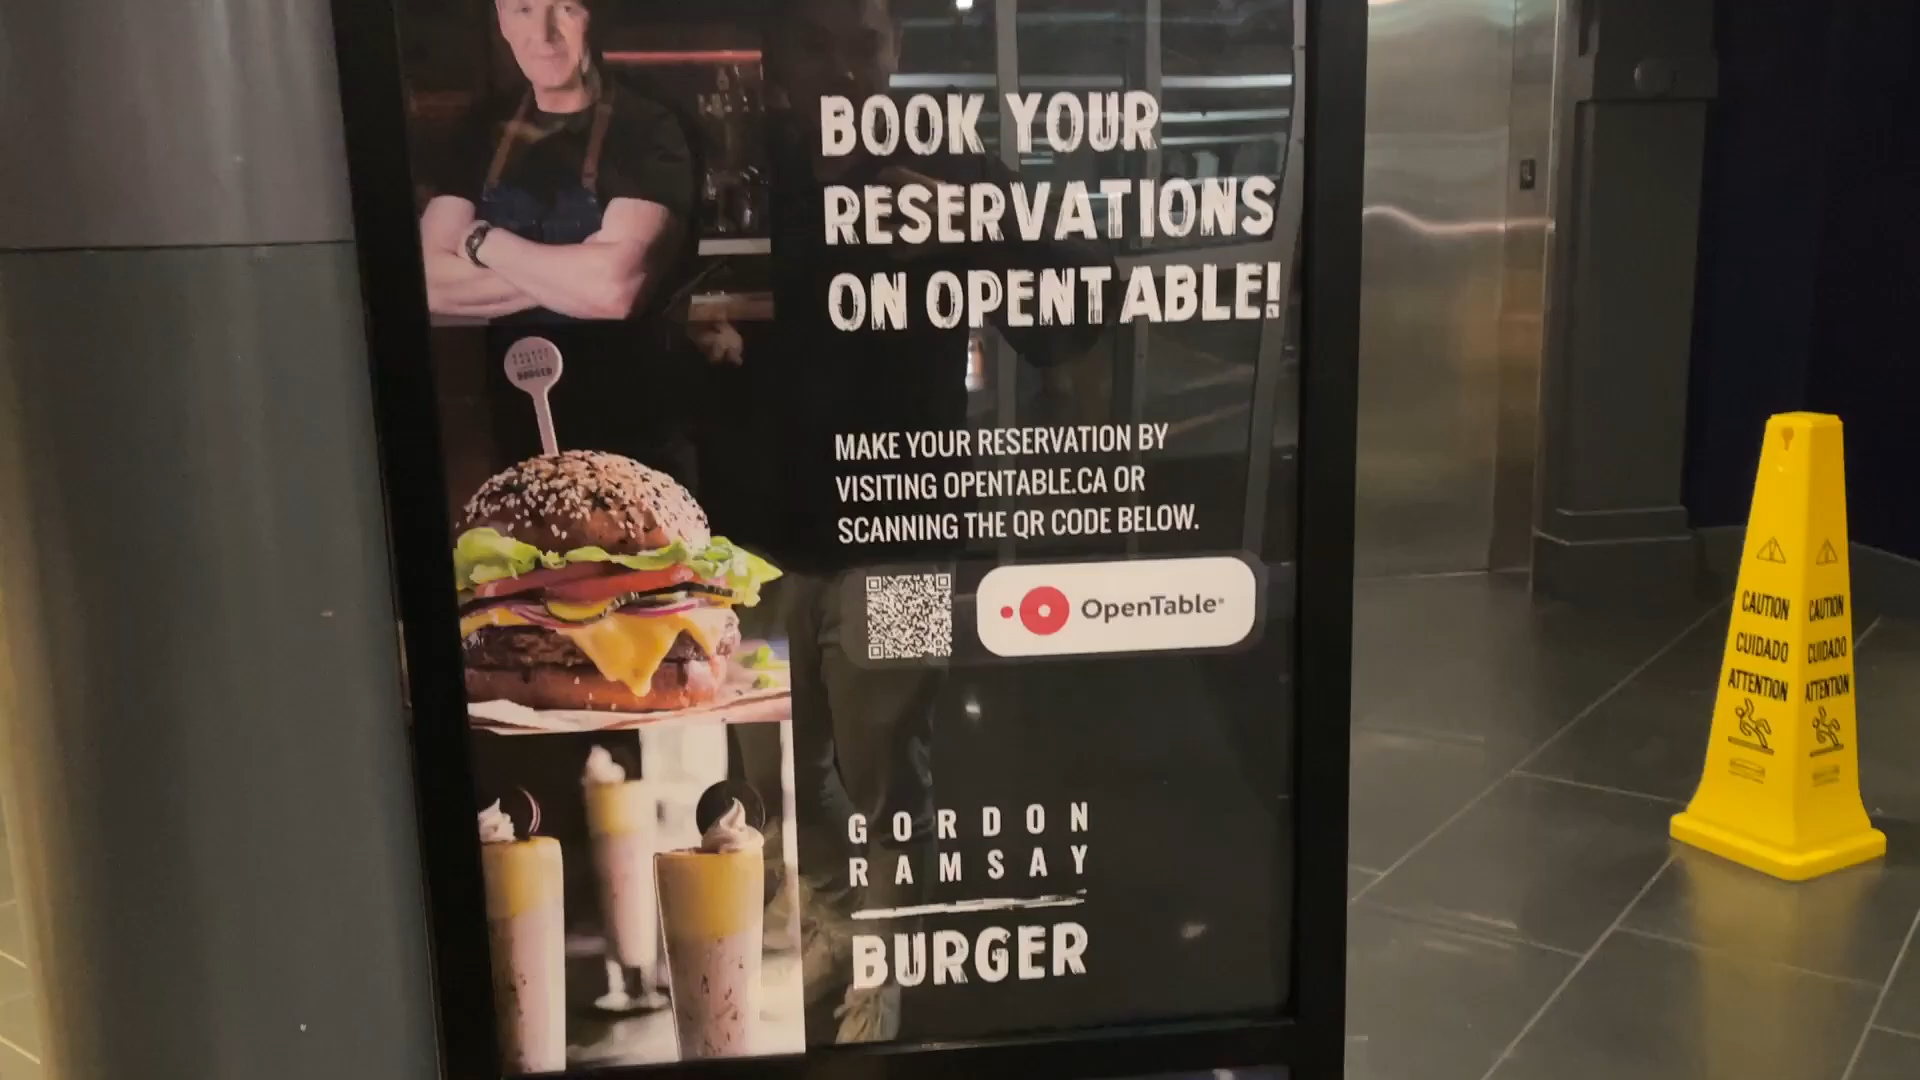 BOOK YOUR
RESERVATIONS
ON OPENTABLE!
MAKE YOUR RESERVATION BY
VISITING OPENTABLE.CA OR
SCANNING THE QR CODE BELOW.
OpenTable
GORDON
RAMSAY
BURGER
BURGER
CAUTION
CUIDADO
ATTENTION
CAUTION
CUIDADO
ATTENTION